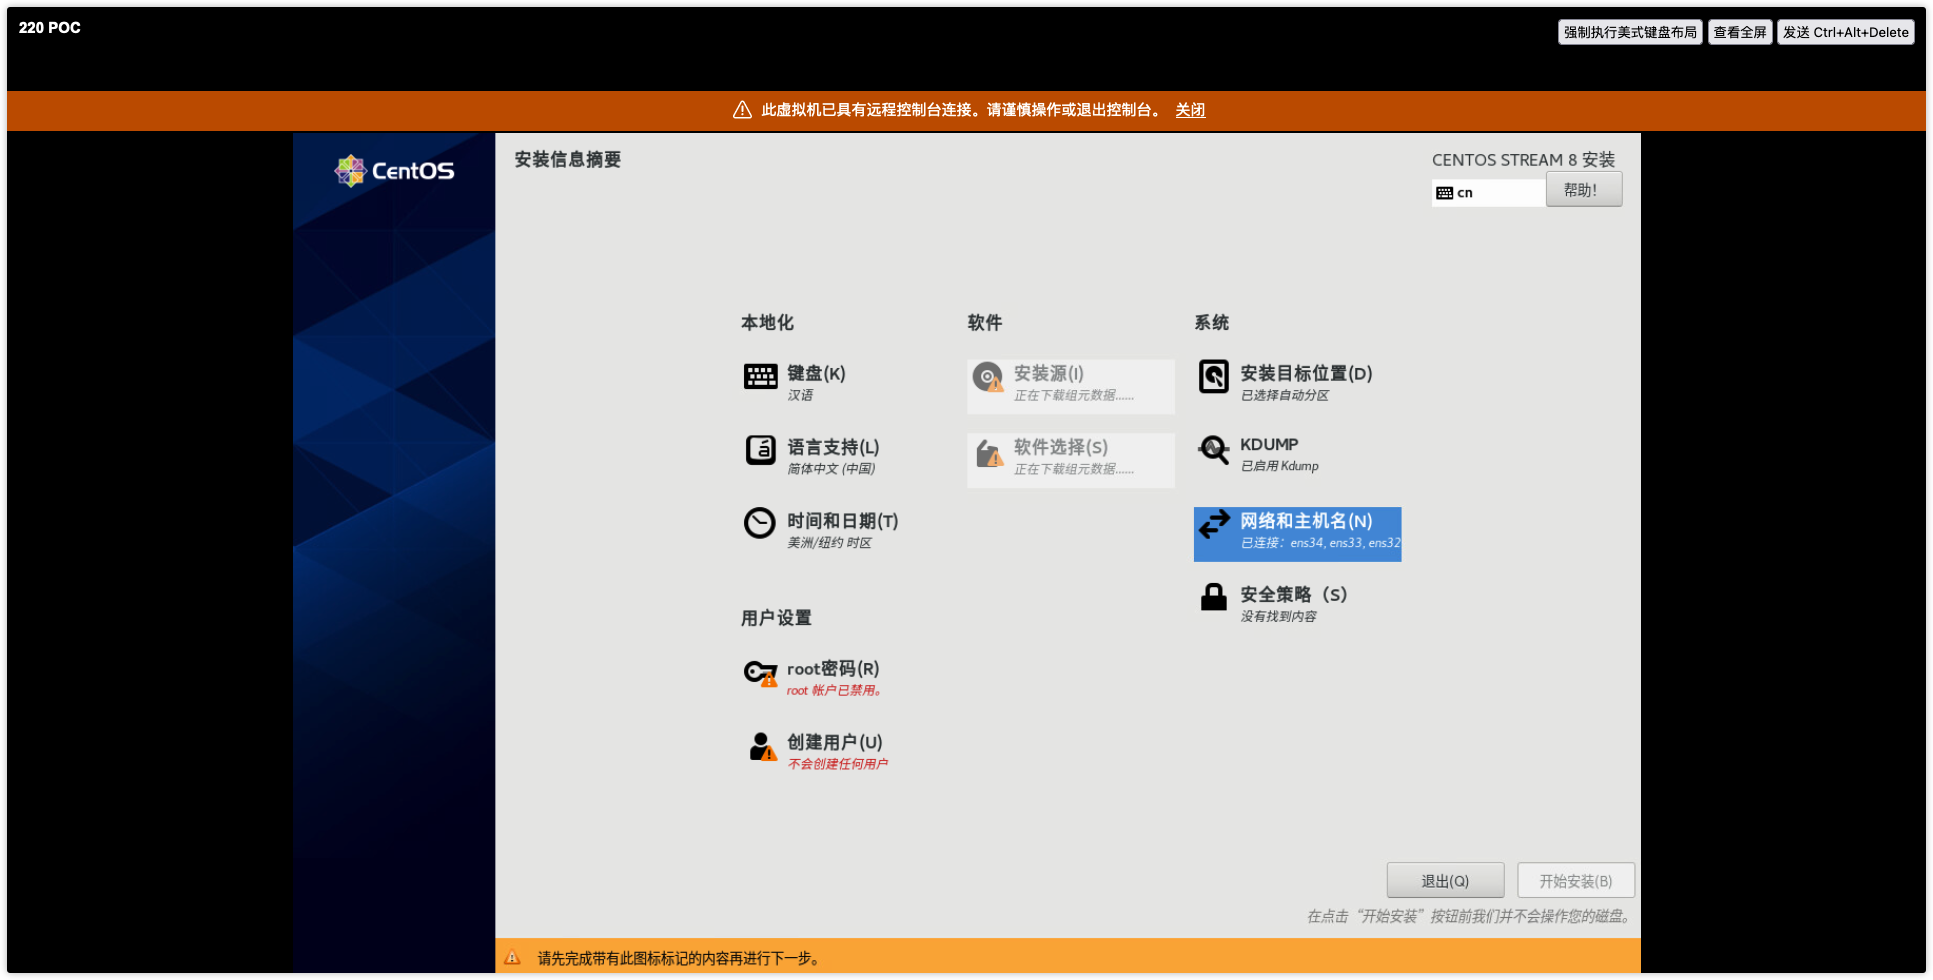 220 POC
强制执行美式键盘布局 查看全屏 发送 Ctrl+Alt+Delete
此虚拟机已具有远程控制台连接。请谨慎操作或退出控制台。 关闭
CentOS
安装信息摘要
CENTOS STREAM 8 安装
cn
帮助！
本地化
键盘(K)
汉语
语言支持(L)
简体中文 (中国)
时间和日期(T)
美洲/纽约 时区
软件
安装源(I)
正在下载组元数据......
软件选择(S)
正在下载组元数据......
系统
安装目标位置(D)
已选择自动分区
KDUMP
已启用 Kdump
网络和主机名(N)
已连接：ens34, ens33, ens32
安全策略（S）
没有找到内容
用户设置
root密码(R)
root 帐户已禁用。
创建用户(U)
不会创建任何用户
退出(Q)
开始安装(B)
在点击“开始安装”按钮前我们并不会操作您的磁盘。
请先完成带有此图标标记的内容再进行下一步。